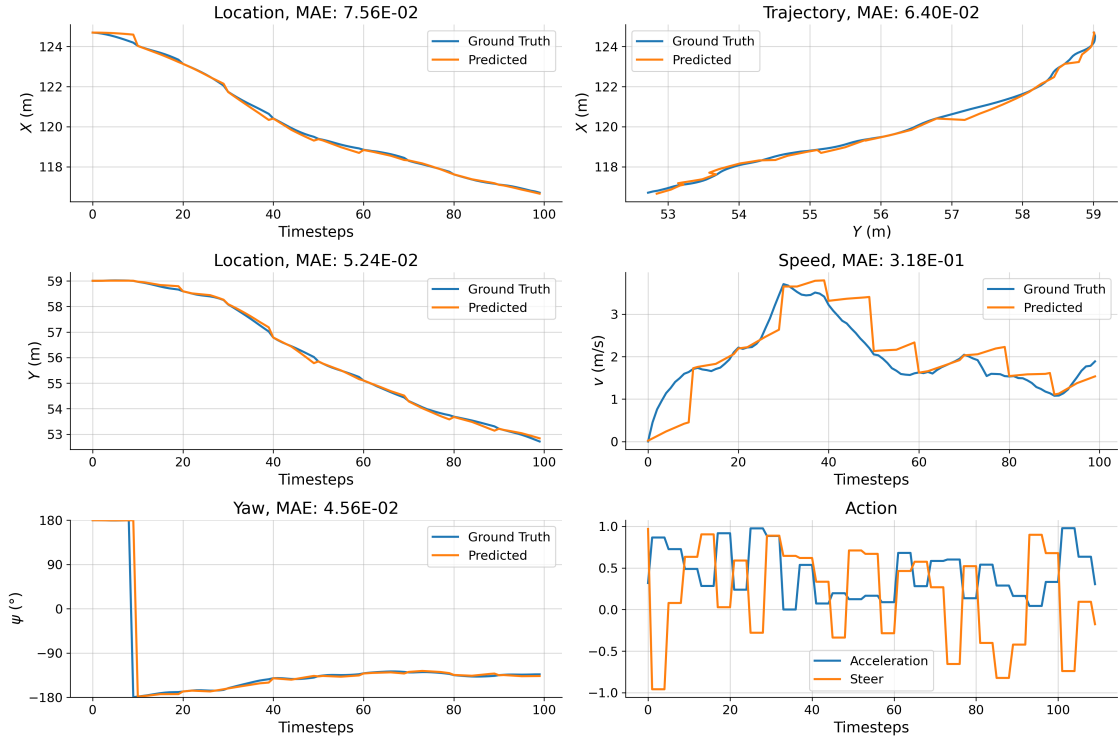 Location, MAE: 7.56E-02
124
122
120
118
X (m)
0 20 40 60 80 100
Timesteps
Ground Truth
Predicted
Trajectory, MAE: 6.40E-02
124
122
120
118
X (m)
53 54 55 56 57 58 59
Y (m)
Ground Truth
Predicted
Location, MAE: 5.24E-02
59
58
57
56
55
54
53
Y (m)
0 20 40 60 80 100
Timesteps
Ground Truth
Predicted
Speed, MAE: 3.18E-01
3
2
1
0
v (m/s)
0 20 40 60 80 100
Timesteps
Ground Truth
Predicted
Yaw, MAE: 4.56E-02
180
90
0
−90
−180
ψ (°)
0 20 40 60 80 100
Timesteps
Ground Truth
Predicted
Action
1.0
0.5
0.0
−0.5
−1.0
0 20 40 60 80 100
Timesteps
Acceleration
Steer